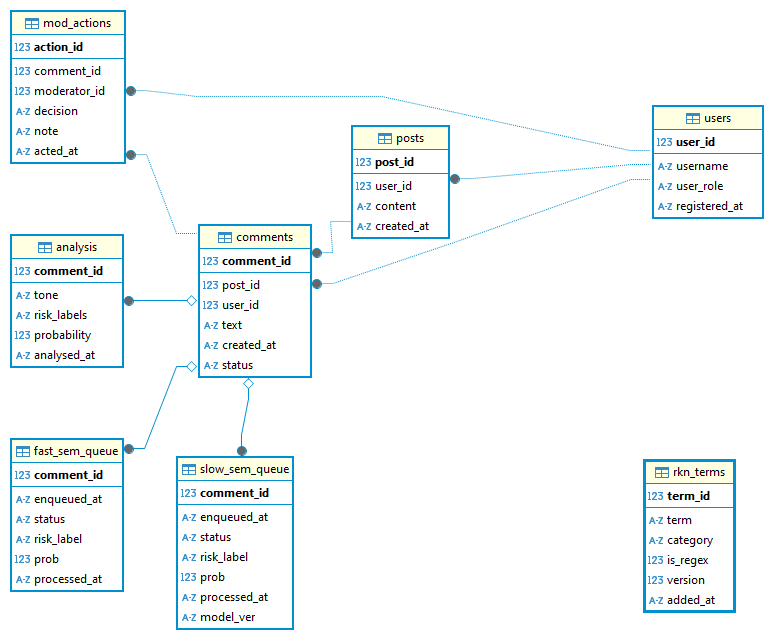 mod_actions
123 action_id
123 comment_id
123 moderator_id
A-Z decision
A-Z note
A-Z acted_at
users
123 user_id
A-Z username
A-Z user_role
A-Z registered_at
posts
123 post_id
123 user_id
A-Z content
A-Z created_at
comments
123 comment_id
123 post_id
123 user_id
A-Z text
A-Z created_at
A-Z status
analysis
123 comment_id
A-Z tone
A-Z risk_labels
123 probability
A-Z analysed_at
fast_sem_queue
123 comment_id
A-Z enqueued_at
A-Z status
A-Z risk_label
123 prob
A-Z processed_at
slow_sem_queue
123 comment_id
A-Z enqueued_at
A-Z status
A-Z risk_label
123 prob
A-Z processed_at
A-Z model_ver
rkn_terms
123 term_id
A-Z term
A-Z category
123 is_regex
123 version
A-Z added_at